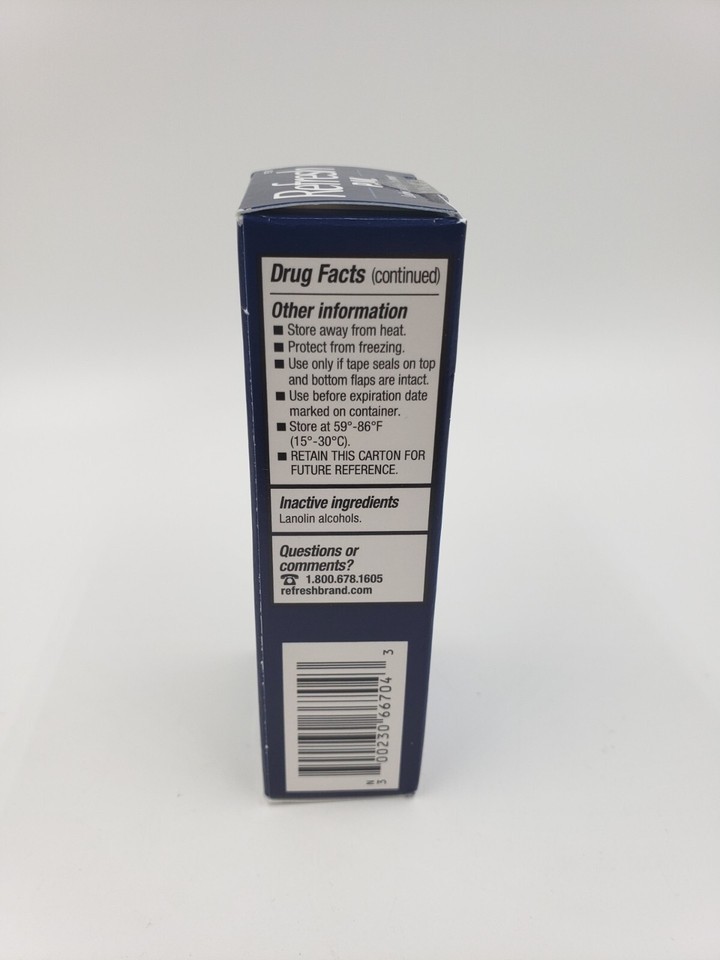 Refresh
P.M.
Drug Facts (continued)
Other information
■ Store away from heat.
■ Protect from freezing.
■ Use only if tape seals on top
and bottom flaps are intact.
■ Use before expiration date
marked on container.
■ Store at 59°-86°F
(15°-30°C).
■ RETAIN THIS CARTON FOR
FUTURE REFERENCE.
Inactive ingredients
Lanolin alcohols.
Questions or
comments?
☎ 1.800.678.1605
refreshbrand.com
N
3 00230 66704 3